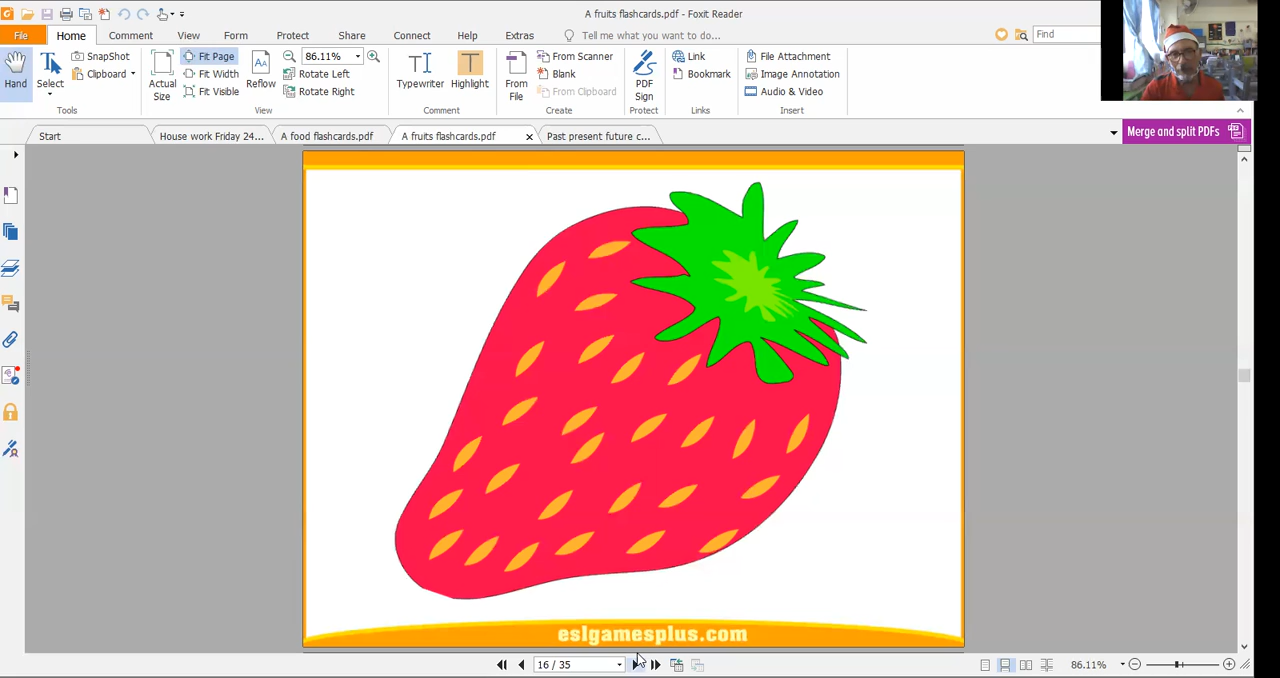 A fruits flashcards.pdf - Foxit Reader
File Home Comment View Form Protect Share Connect Help Extras Tell me what you want to do... Find
Hand
Select
SnapShot
Clipboard
Tools
Actual Size
Fit Page
Fit Width
Fit Visible
Reflow
86.11%
Rotate Left
Rotate Right
View
Typewriter
Highlight
Comment
From File
From Scanner
Blank
From Clipboard
Create
PDF Sign
Protect
Link
Bookmark
Links
File Attachment
Image Annotation
Audio & Video
Insert
Start House work Friday 24... A food flashcards.pdf A fruits flashcards.pdf Past present future c... Merge and split PDFs
eslgamesplus.com
16 / 35 86.11%